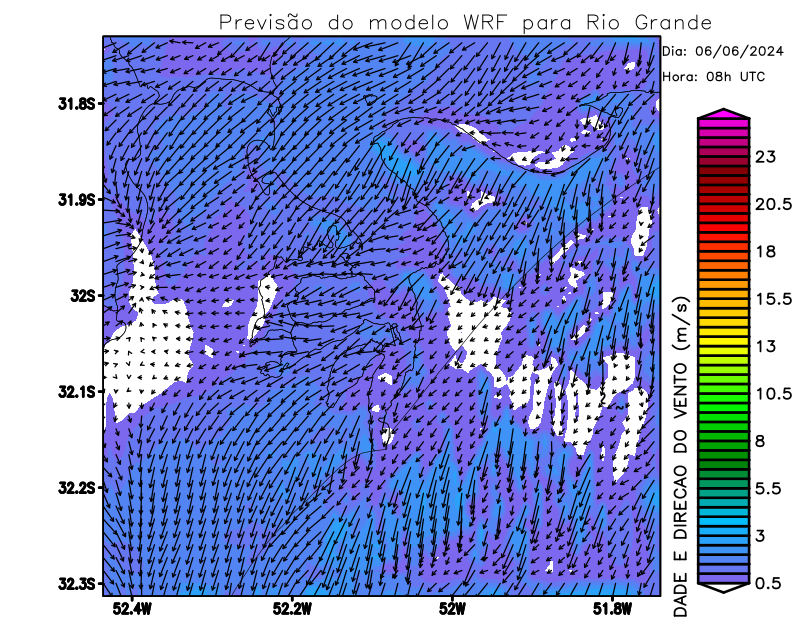 Previsão do modelo WRF para Rio Grande
Dia: 06/06/2024
Hora: 08h UTC
31.8S
31.9S
32S
32.1S
32.2S
32.3S
52.4W
52.2W
52W
51.8W
23
20.5
18
15.5
13
10.5
8
5.5
3
0.5
DADE E DIRECAO DO VENTO (m/s)